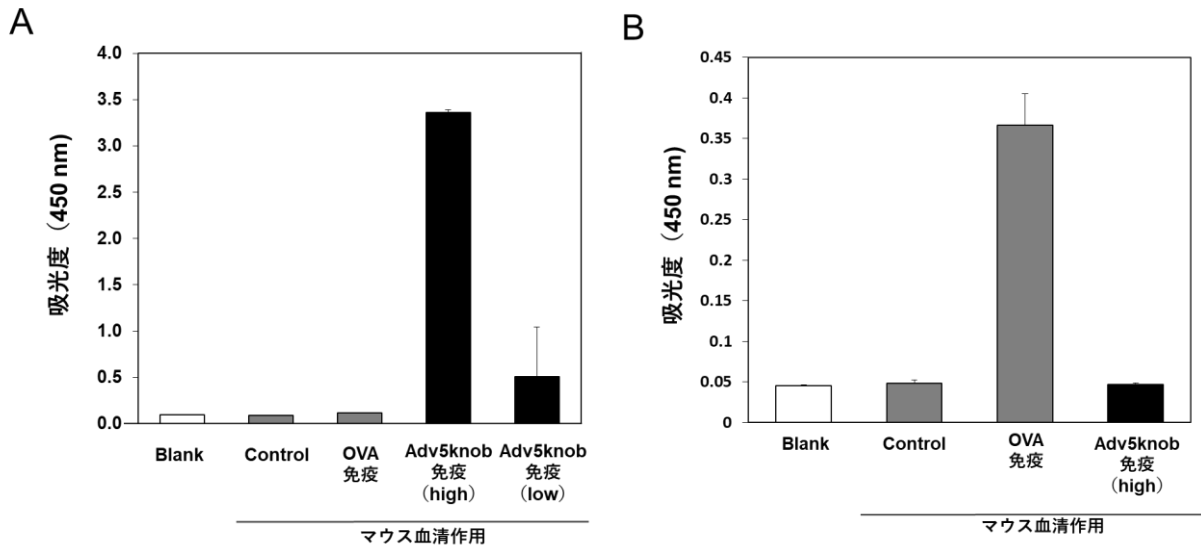 A
吸光度（450 nm)
4.0
3.5
3.0
2.5
2.0
1.5
1.0
0.5
0.0
Blank
Control
OVA
免疫
Adv5knob
免疫
（high）
Adv5knob
免疫
（low）
マウス血清作用
B
吸光度（450 nm)
0.45
0.4
0.35
0.3
0.25
0.2
0.15
0.1
0.05
0
Blank
Control
OVA
免疫
Adv5knob
免疫
（high）
マウス血清作用